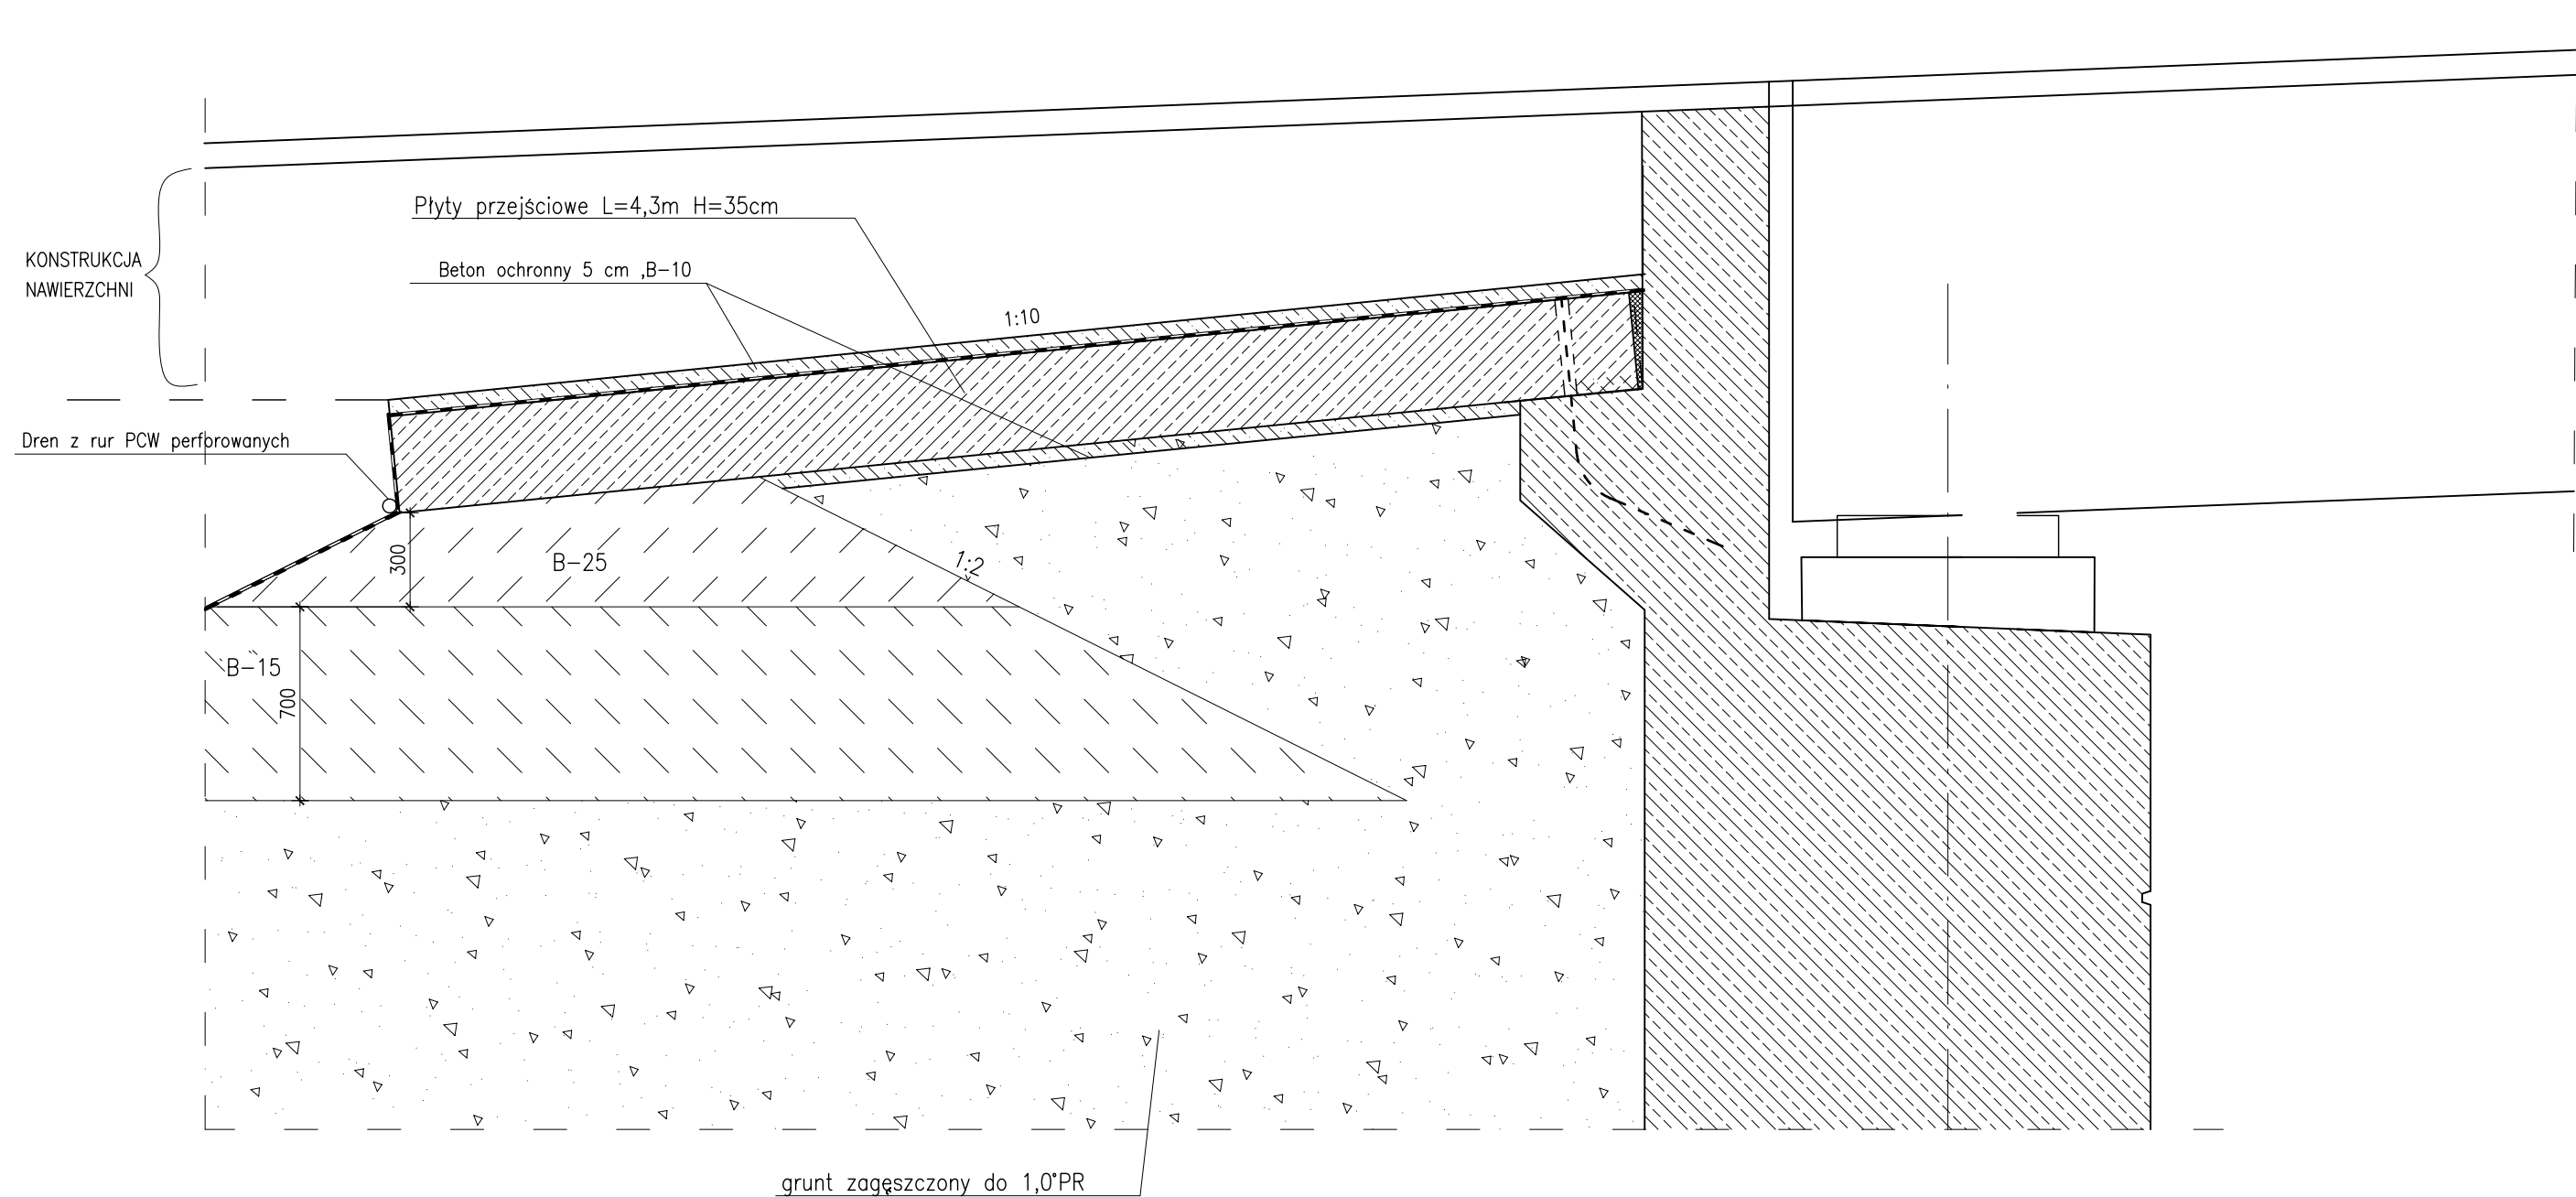 Płyty przejściowe L=4,3m H=35cm
KONSTRUKCJA
NAWIERZCHNI
Beton ochronny 5 cm ,B-10
1:10
Dren z rur PCW perforowanych
300
B-25
1:2
B-15
700
grunt zagęszczony do 1,0°PR